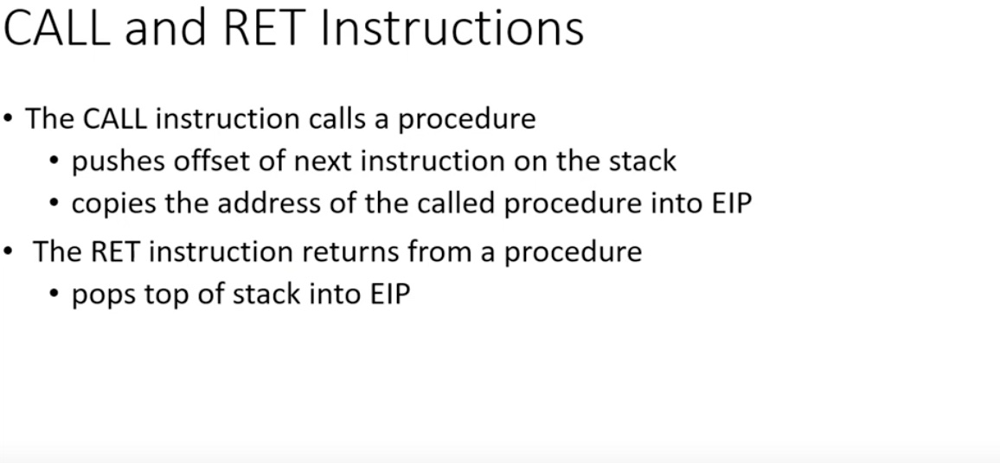 CALL and RET Instructions
• The CALL instruction calls a procedure
• pushes offset of next instruction on the stack
• copies the address of the called procedure into EIP
• The RET instruction returns from a procedure
• pops top of stack into EIP